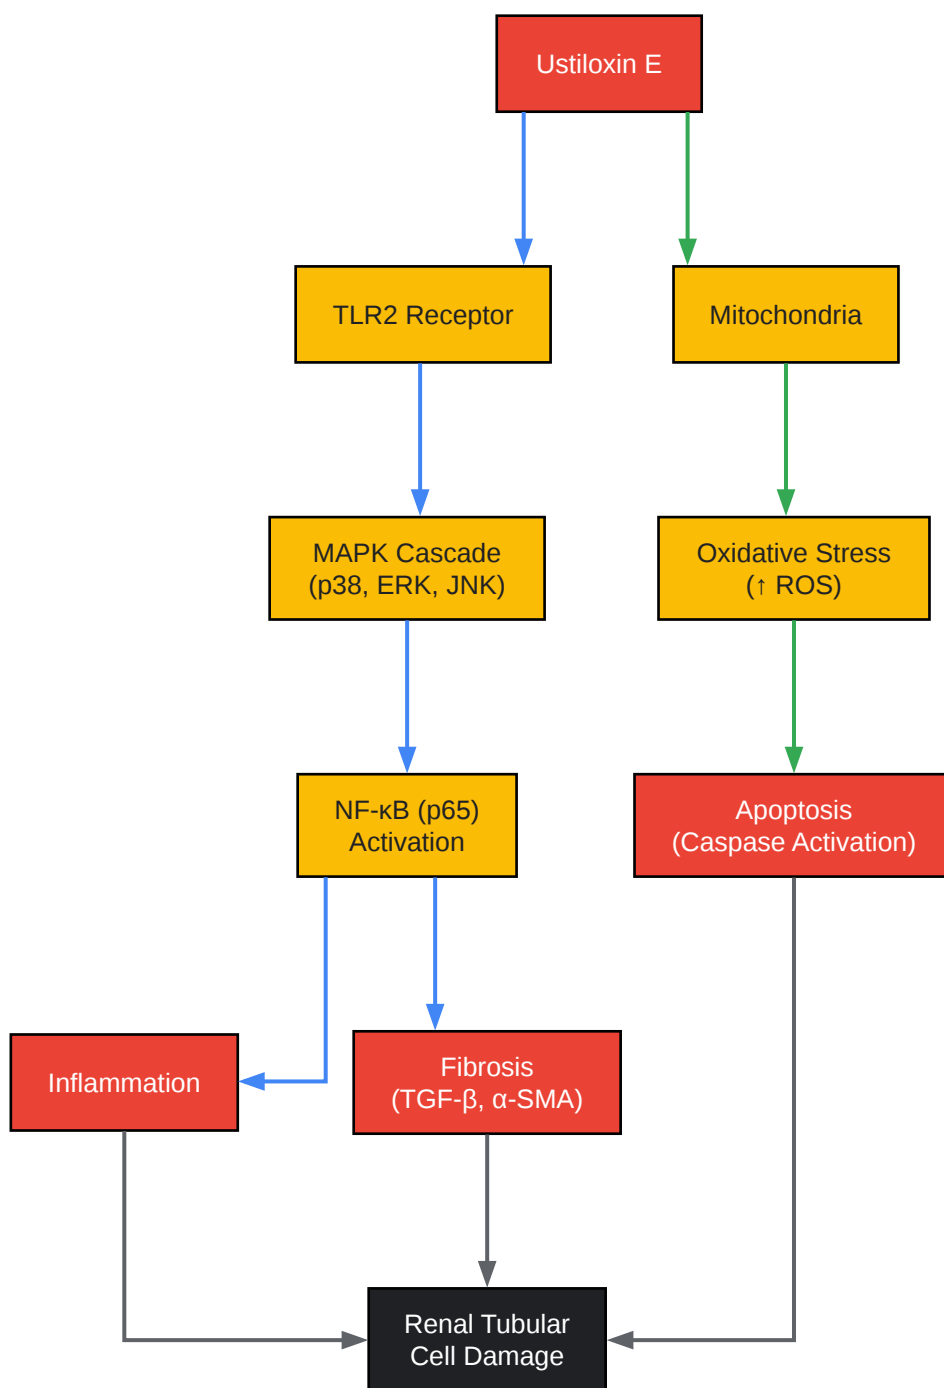 Ustiloxin E
TLR2 Receptor
Mitochondria
MAPK Cascade
(p38, ERK, JNK)
Oxidative Stress
(↑ ROS)
NF-κB (p65)
Activation
Apoptosis
(Caspase Activation)
Inflammation
Fibrosis
(TGF-β, α-SMA)
Renal Tubular
Cell Damage